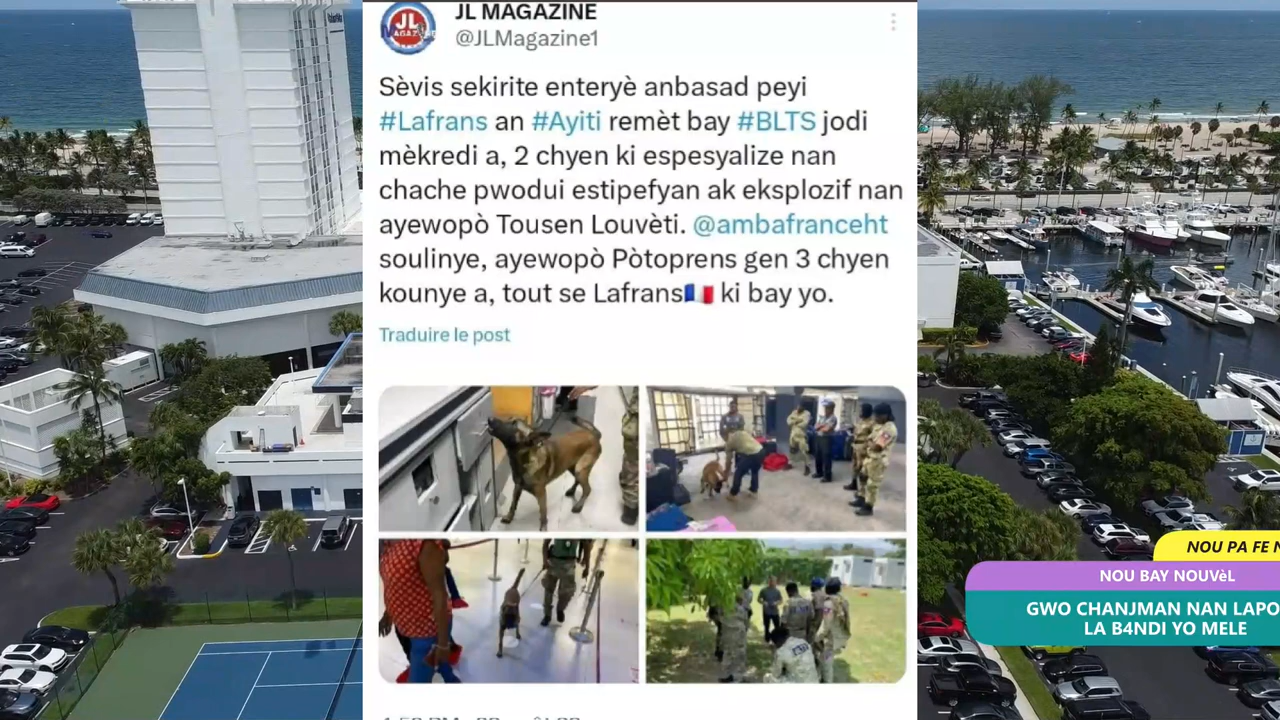 JL MAGAZINE
@JLMagazine1
Sèvis sekirite enteryè anbasad peyi
#Lafrans an #Ayiti remèt bay #BLTS jodi
mèkredi a, 2 chyen ki espesyalize nan
chache pwodui estipefyan ak eksplozif nan
ayewopò Tousen Louvèti. @ambafranceht
soulinye, ayewopò Pòtoprens gen 3 chyen
kounye a, tout se Lafrans🇫🇷 ki bay yo.
Traduire le post
NOU PA FE N
NOU BAY NOUVèL
GWO CHANJMAN NAN LAPO
LA B4NDI YO MELE